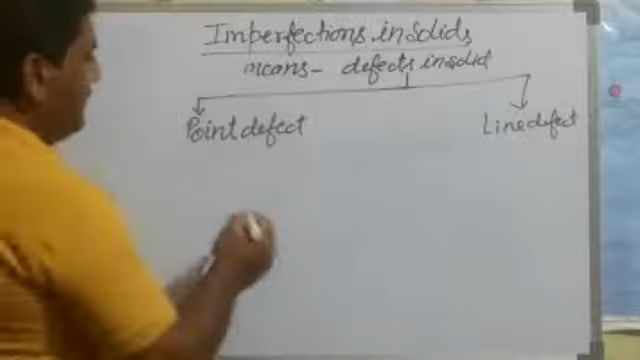 Imperfections in solids
means- defects in solid
Point defect
Line defect